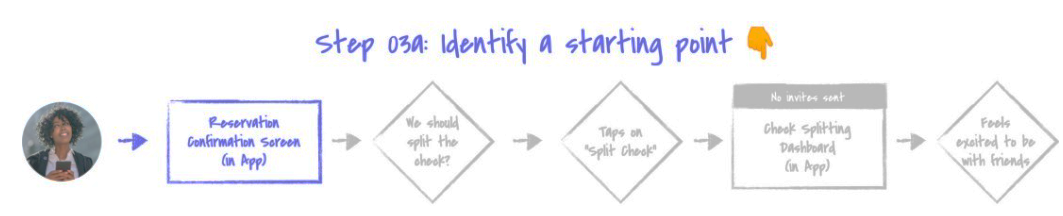 Step 03a: Identify a starting point
Reservation
Confirmation Screen
(in App)
We should
split the
check?
Taps on
"Split Check"
No invites sent
Check Splitting
Dashboard
(in App)
Feels
excited to be
with friends